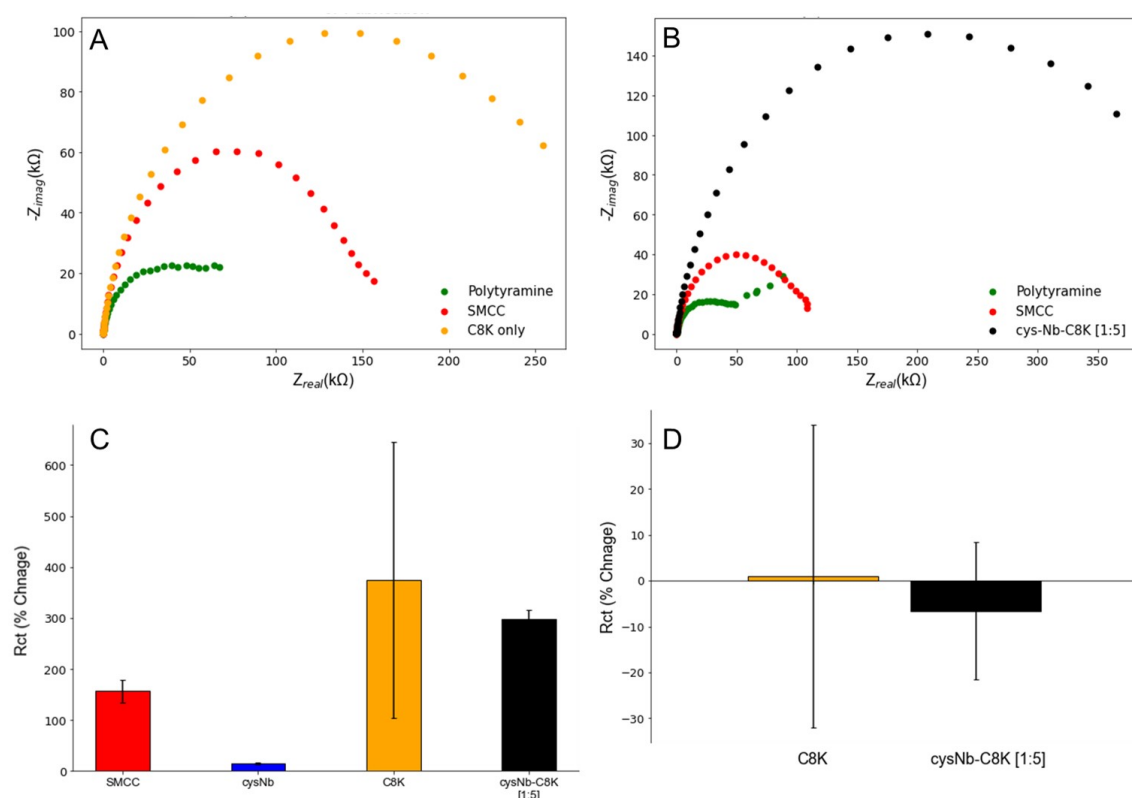 A
100
80
60
40
20
0
-Z_imag(kΩ)
0 50 100 150 200 250
Z_real(kΩ)
Polytyramine
SMCC
C8K only
B
140
120
100
80
60
40
20
0
-Z_imag(kΩ)
0 50 100 150 200 250 300 350
Z_real(kΩ)
Polytyramine
SMCC
cys-Nb-C8K [1:5]
C
600
500
400
300
200
100
0
Rct (% Chnage)
SMCC cysNb C8K cysNb-C8K
[1:5]
D
30
20
10
0
−10
−20
−30
Rct (% Chnage)
C8K cysNb-C8K [1:5]